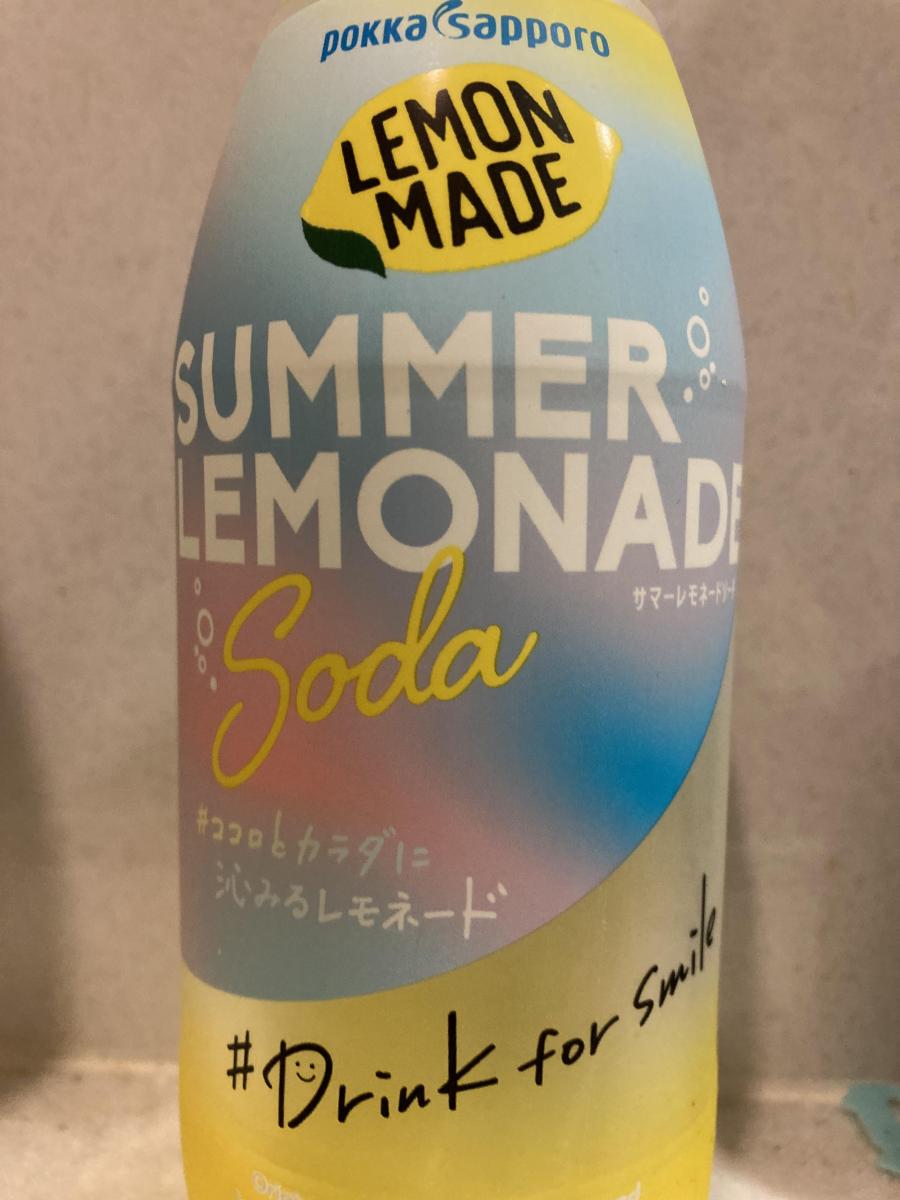 pokka sapporo
LEMON
MADE
SUMMER
LEMONADE
サマーレモネードソーダ
Soda
#ココロとカラダに
沁みるレモネード
#Drink for smile